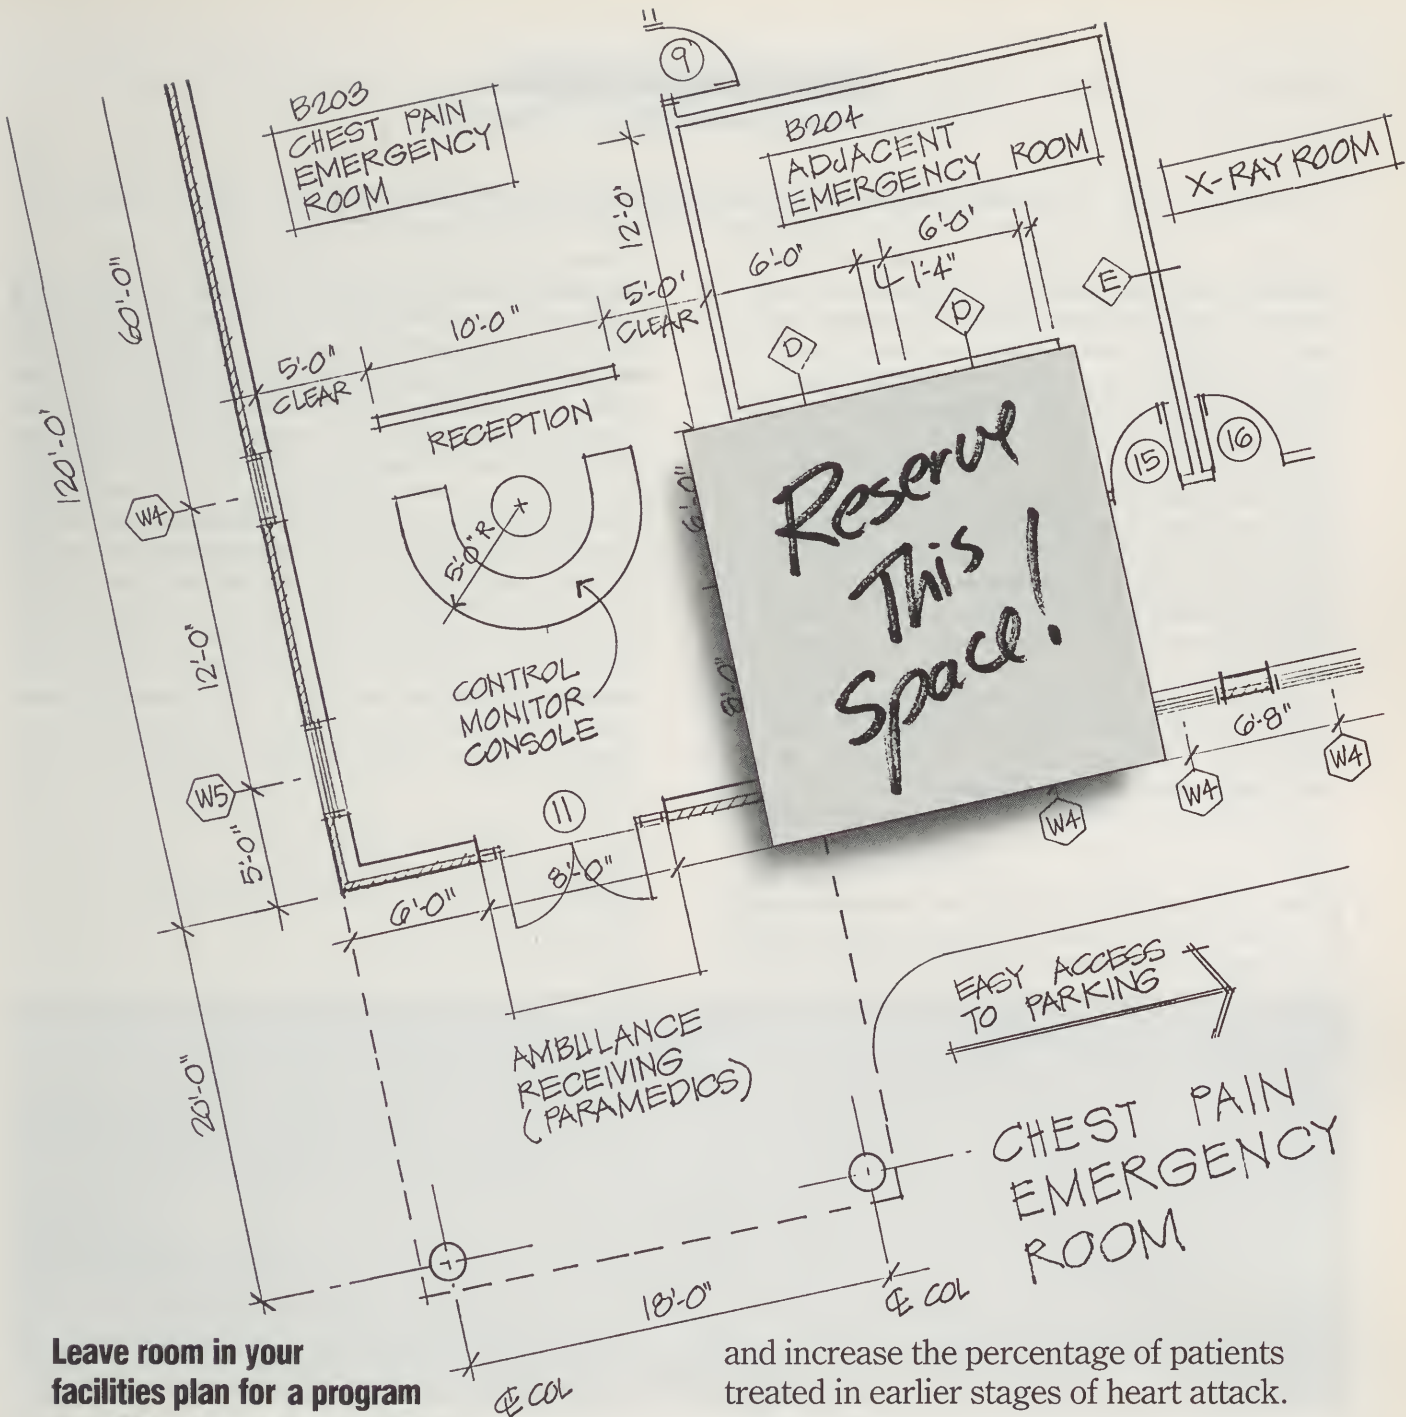 11
9
B203
CHEST PAIN
EMERGENCY
ROOM
B204
ADJACENT
EMERGENCY ROOM
X-RAY ROOM
60'-0"
120'-0'
12'-0'
5'-0"
CLEAR
10'-0"
5'-0'
CLEAR
6'-0"
1'-4"
6'-0'
D
D
E
15
16
RECEPTION
5'-0" R
W4
12'-0"
W5
5'-0"
CONTROL
MONITOR
CONSOLE
6'-0"
8'-0"
Reserve
This
Space!
6'-8"
W4
W4
W4
11
6'-0"
8'-0"
AMBULANCE
RECEIVING
(PARAMEDICS)
EASY ACCESS
TO PARKING
20'-0"
CHEST PAIN
EMERGENCY
ROOM
18'-0"
℄ COL
℄ COL
Leave room in your
facilities plan for a program
and increase the percentage of patients
treated in earlier stages of heart attack.